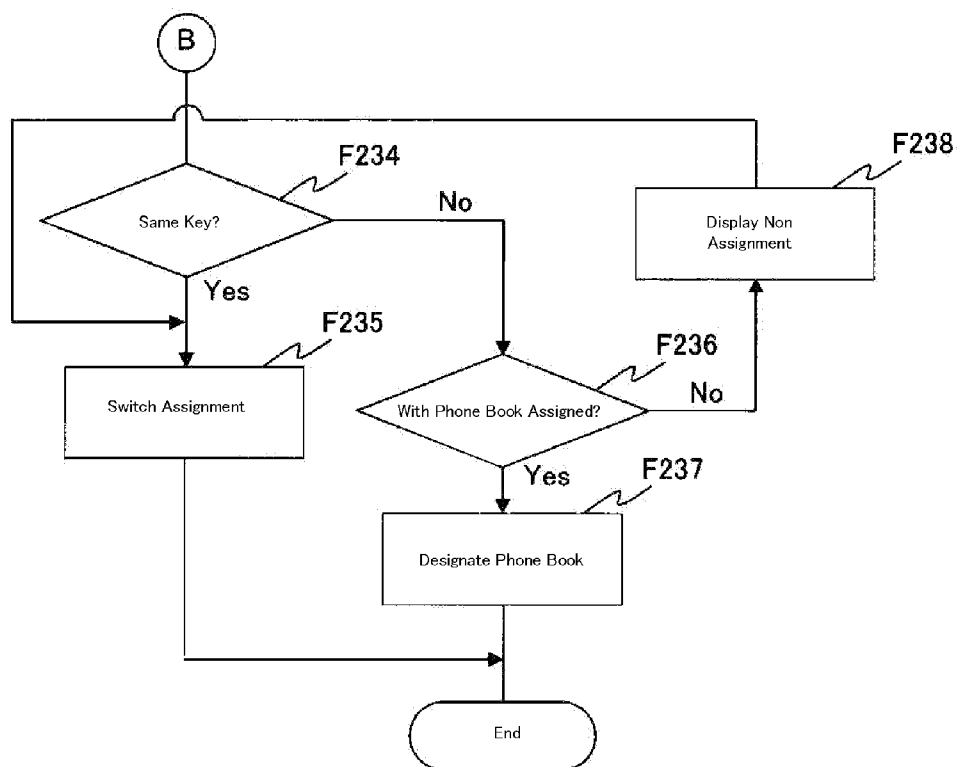 B
F234
Same Key?
No
Yes
F238
Display Non
Assignment
F235
Switch Assignment
F236
With Phone Book Assigned?
No
Yes
F237
Designate Phone Book
End